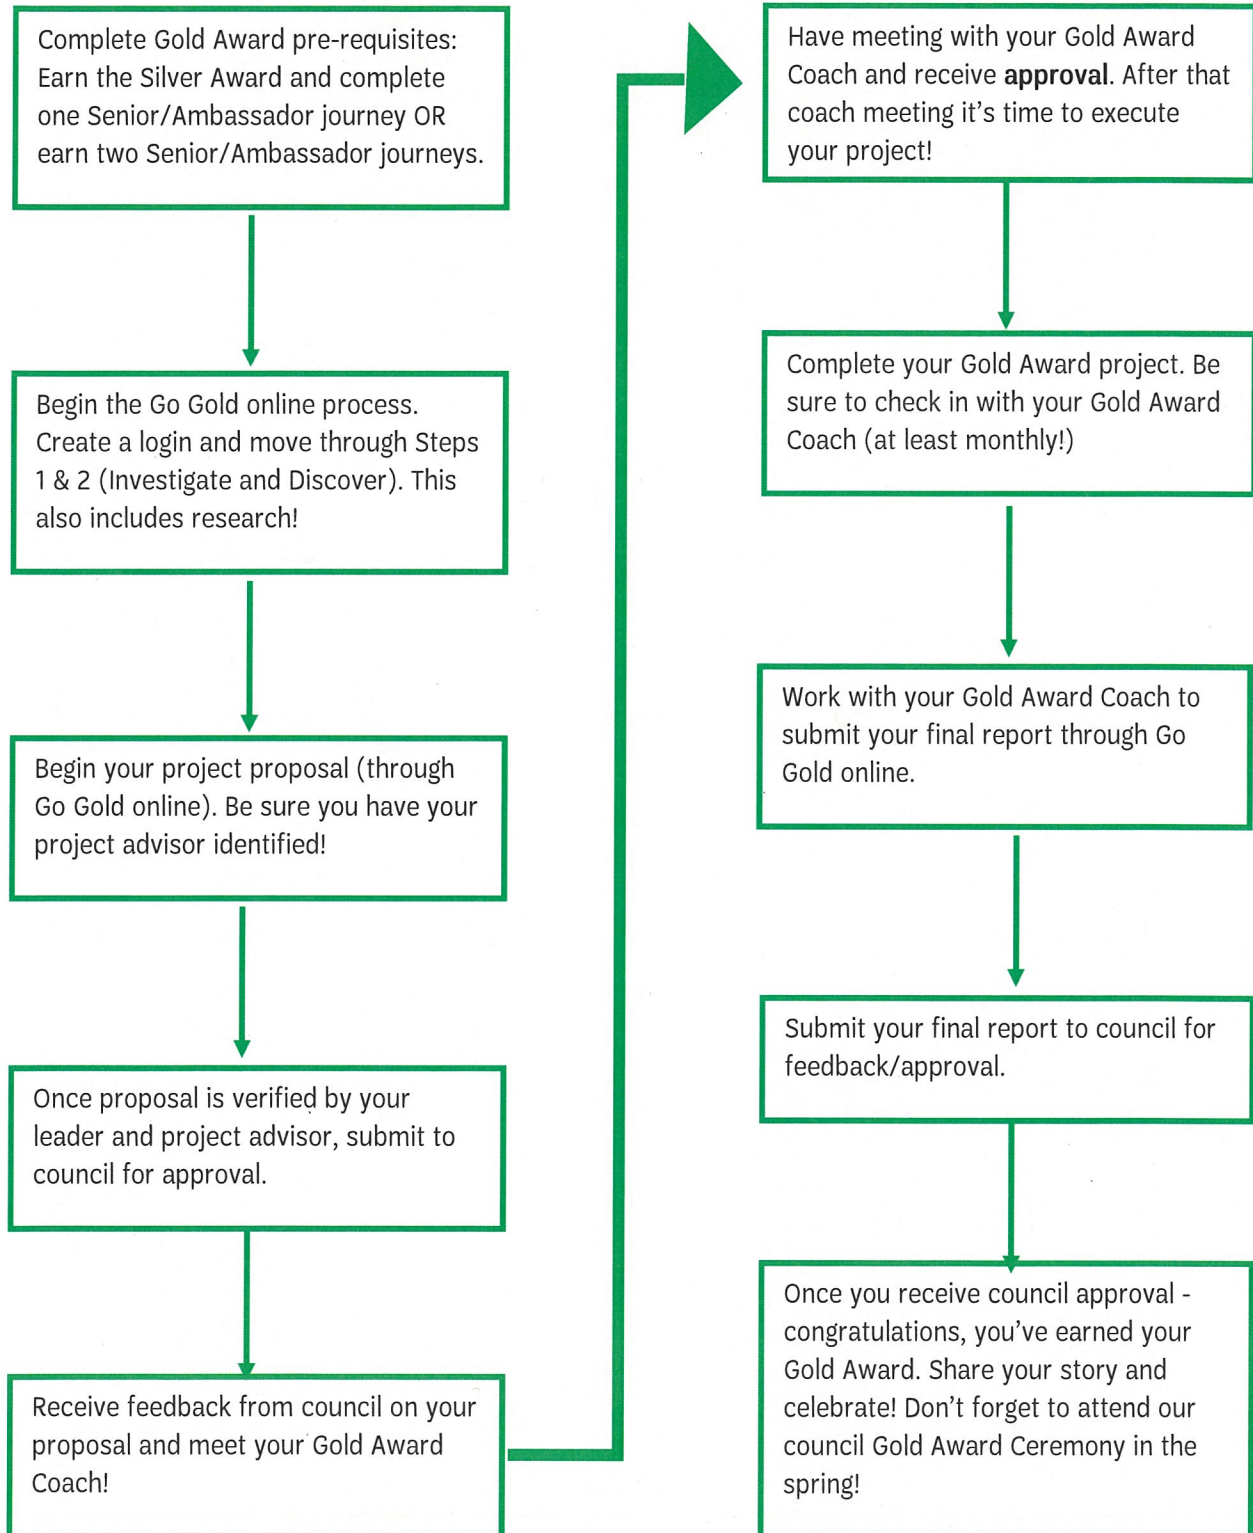 Complete Gold Award pre-requisites:
Earn the Silver Award and complete
one Senior/Ambassador journey OR
earn two Senior/Ambassador journeys.
Begin the Go Gold online process.
Create a login and move through Steps
1 & 2 (Investigate and Discover). This
also includes research!
Begin your project proposal (through
Go Gold online). Be sure you have your
project advisor identified!
Once proposal is verified by your
leader and project advisor, submit to
council for approval.
Receive feedback from council on your
proposal and meet your Gold Award
Coach!
Have meeting with your Gold Award
Coach and receive approval. After that
coach meeting it's time to execute
your project!
Complete your Gold Award project. Be
sure to check in with your Gold Award
Coach (at least monthly!)
Work with your Gold Award Coach to
submit your final report through Go
Gold online.
Submit your final report to council for
feedback/approval.
Once you receive council approval -
congratulations, you've earned your
Gold Award. Share your story and
celebrate! Don't forget to attend our
council Gold Award Ceremony in the
spring!